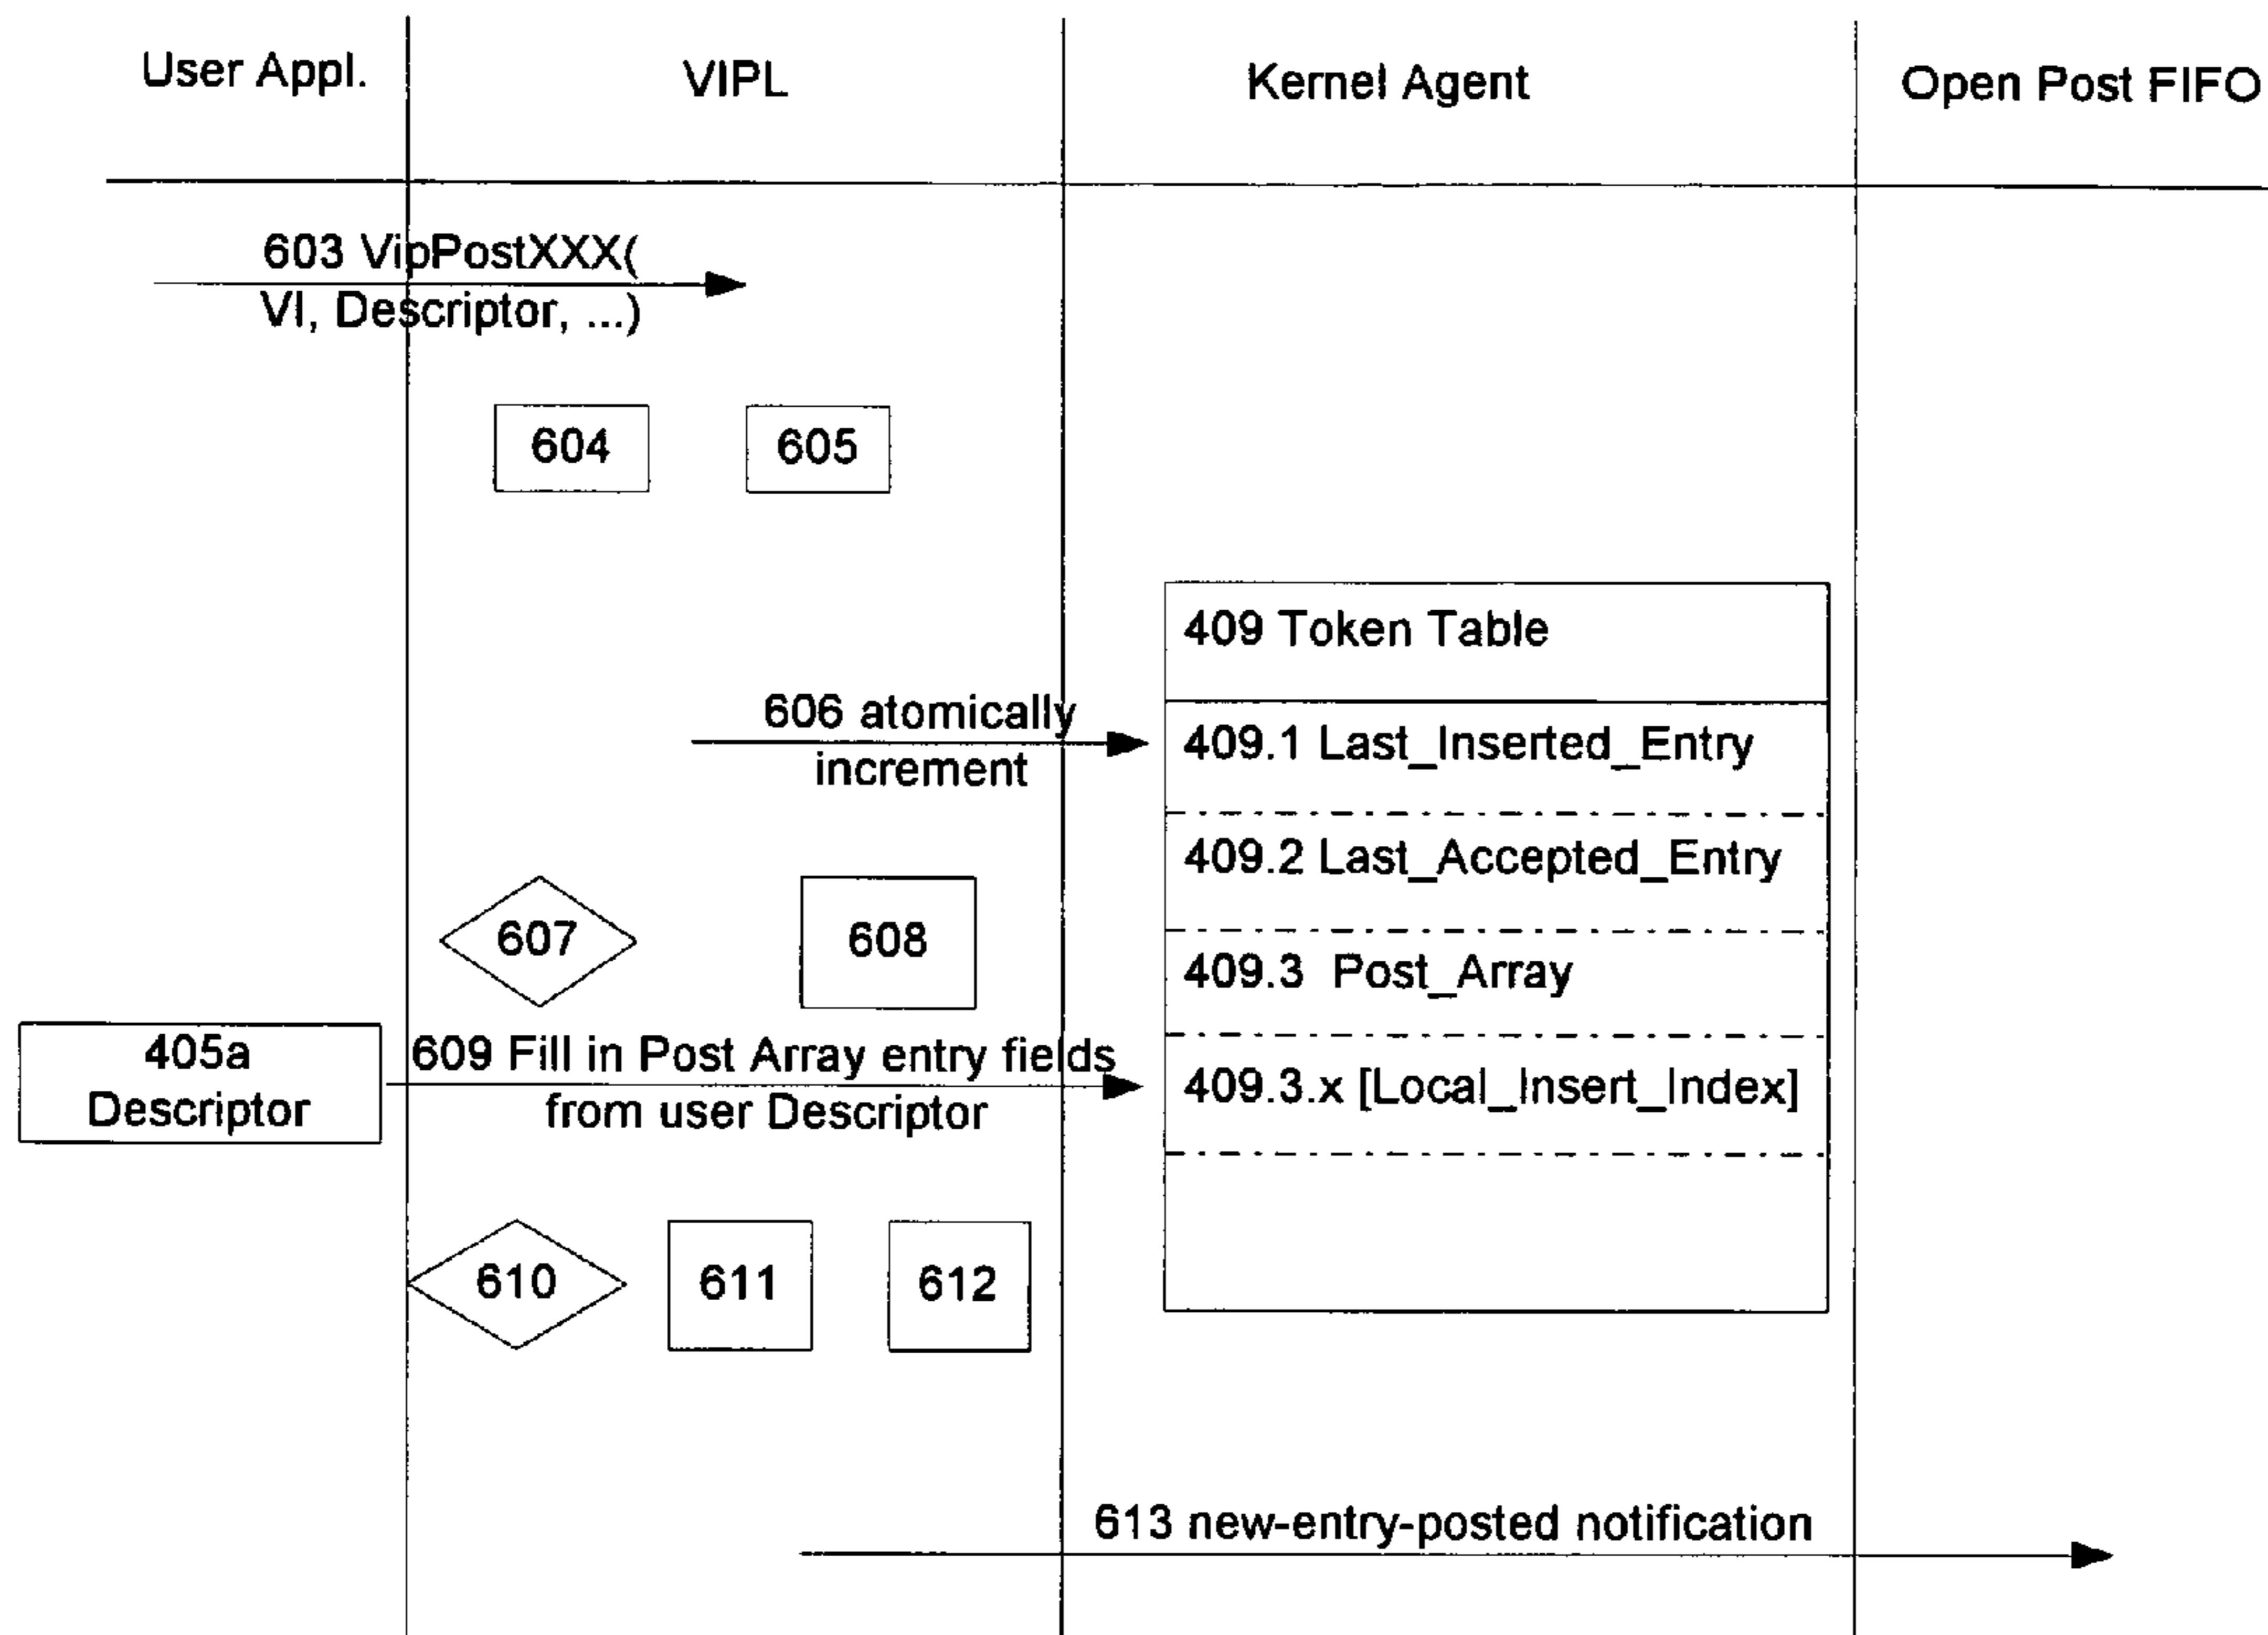 User Appl.
VIPL
Kernel Agent
Open Post FIFO
603 VipPostXXX(
VI, Descriptor, ...)
604
605
409 Token Table
606 atomically
increment
409.1 Last_Inserted_Entry
409.2 Last_Accepted_Entry
607
608
409.3 Post_Array
405a
Descriptor
609 Fill in Post Array entry fields
from user Descriptor
409.3.x [Local_Insert_Index]
610
611
612
613 new-entry-posted notification